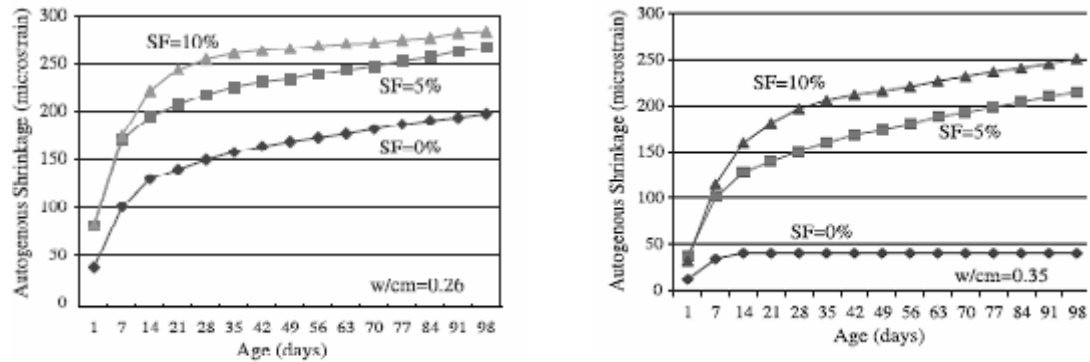 Autogenous Shrinkage (microstrain)
300
250
200
150
100
50
0
SF=10%
SF=5%
SF=0%
w/cm=0.26
1 7 14 21 28 35 42 49 56 63 70 77 84 91 98
Age (days)
Autogenous Shrinkage (microstrain)
300
250
200
150
100
50
0
SF=10%
SF=5%
SF=0%
w/cm=0.35
1 7 14 21 28 35 42 49 56 63 70 77 84 91 98
Age (days)